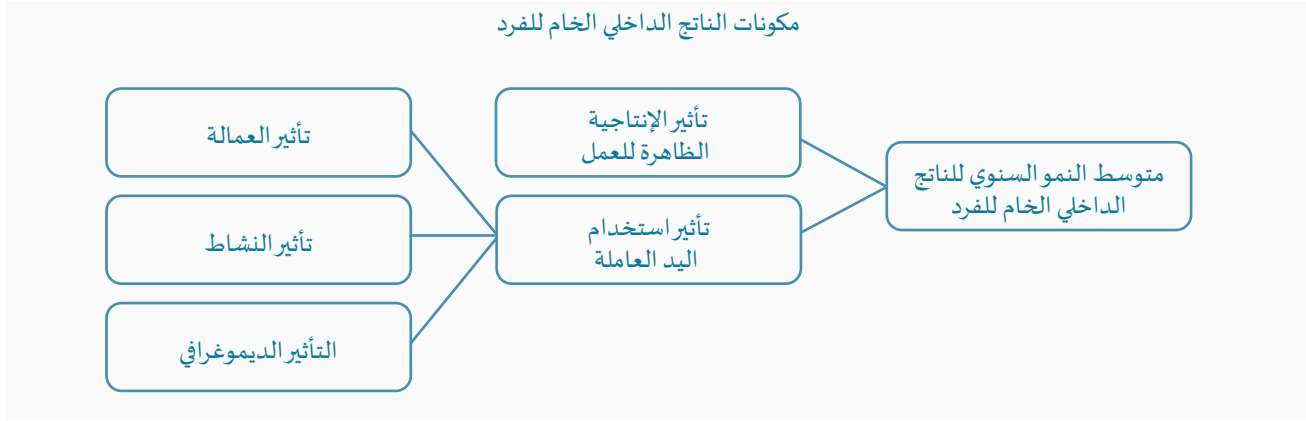 مكونات الناتج الداخلي الخام للفرد
متوسط النمو السنوي للناتج
الداخلي الخام للفرد
تأثير الإنتاجية
الظاهرة للعمل
تأثير استخدام
اليد العاملة
تأثير العمالة
تأثير النشاط
التأثير الديموغرافي